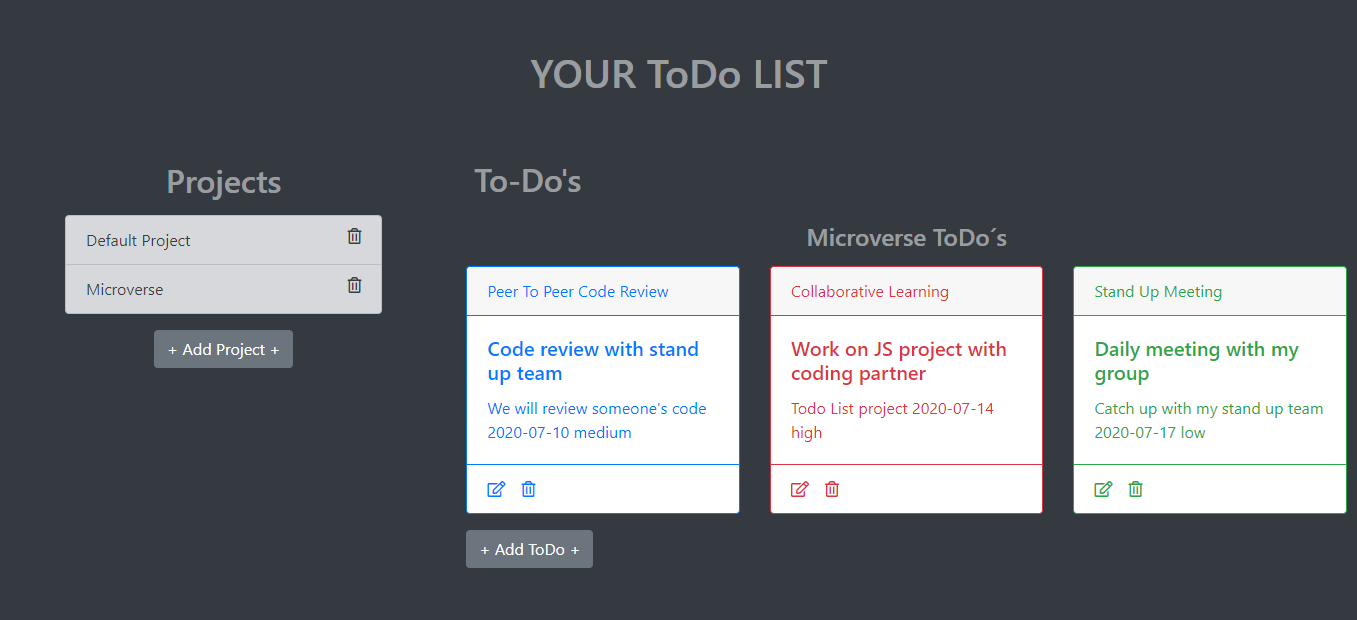 YOUR ToDo LIST
Projects
Default Project
Microverse
+ Add Project +
To-Do's
Microverse ToDo´s
Peer To Peer Code Review
Code review with stand
up team
We will review someone's code
2020-07-10 medium
Collaborative Learning
Work on JS project with
coding partner
Todo List project 2020-07-14
high
Stand Up Meeting
Daily meeting with my
group
Catch up with my stand up team
2020-07-17 low
+ Add ToDo +